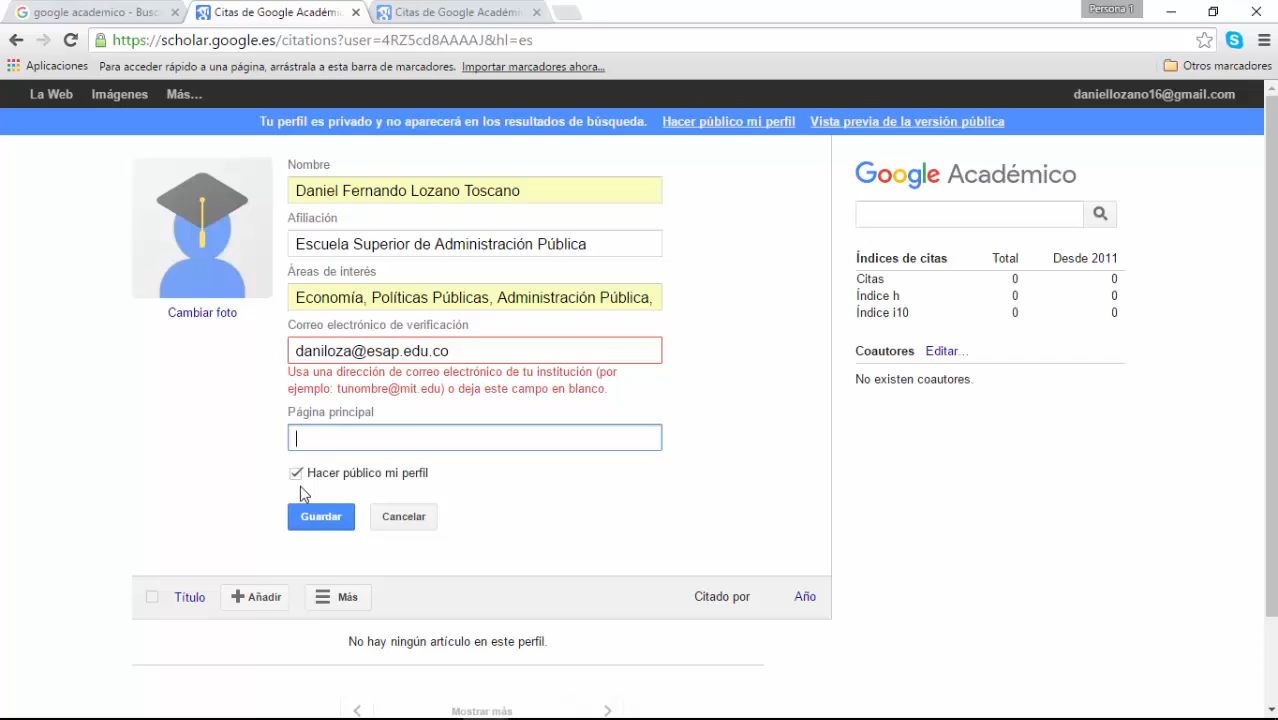 google academico - Busc
Citas de Google Académic
Citas de Google Académi
Persona 1
https://scholar.google.es/citations?user=4RZ5cd8AAAAJ&hl=es
Aplicaciones
Para acceder rápido a una página, arrástrala a esta barra de marcadores.
Importar marcadores ahora...
Otros marcadores
La Web Imágenes Más...
daniellozano16@gmail.com
Tu perfil es privado y no aparecerá en los resultados de búsqueda. Hacer público mi perfil Vista previa de la versión pública
Cambiar foto
Nombre
Daniel Fernando Lozano Toscano
Afiliación
Escuela Superior de Administración Pública
Áreas de interés
Economía, Políticas Públicas, Administración Pública,
Correo electrónico de verificación
daniloza@esap.edu.co
Usa una dirección de correo electrónico de tu institución (por
ejemplo: tunombre@mit.edu) o deja este campo en blanco.
Página principal
Hacer público mi perfil
Guardar Cancelar
Google Académico
Índices de citas Total Desde 2011
Citas 0 0
Índice h 0 0
Índice i10 0 0
Coautores Editar...
No existen coautores.
Título Añadir Más Citado por Año
No hay ningún artículo en este perfil.
Mostrar más